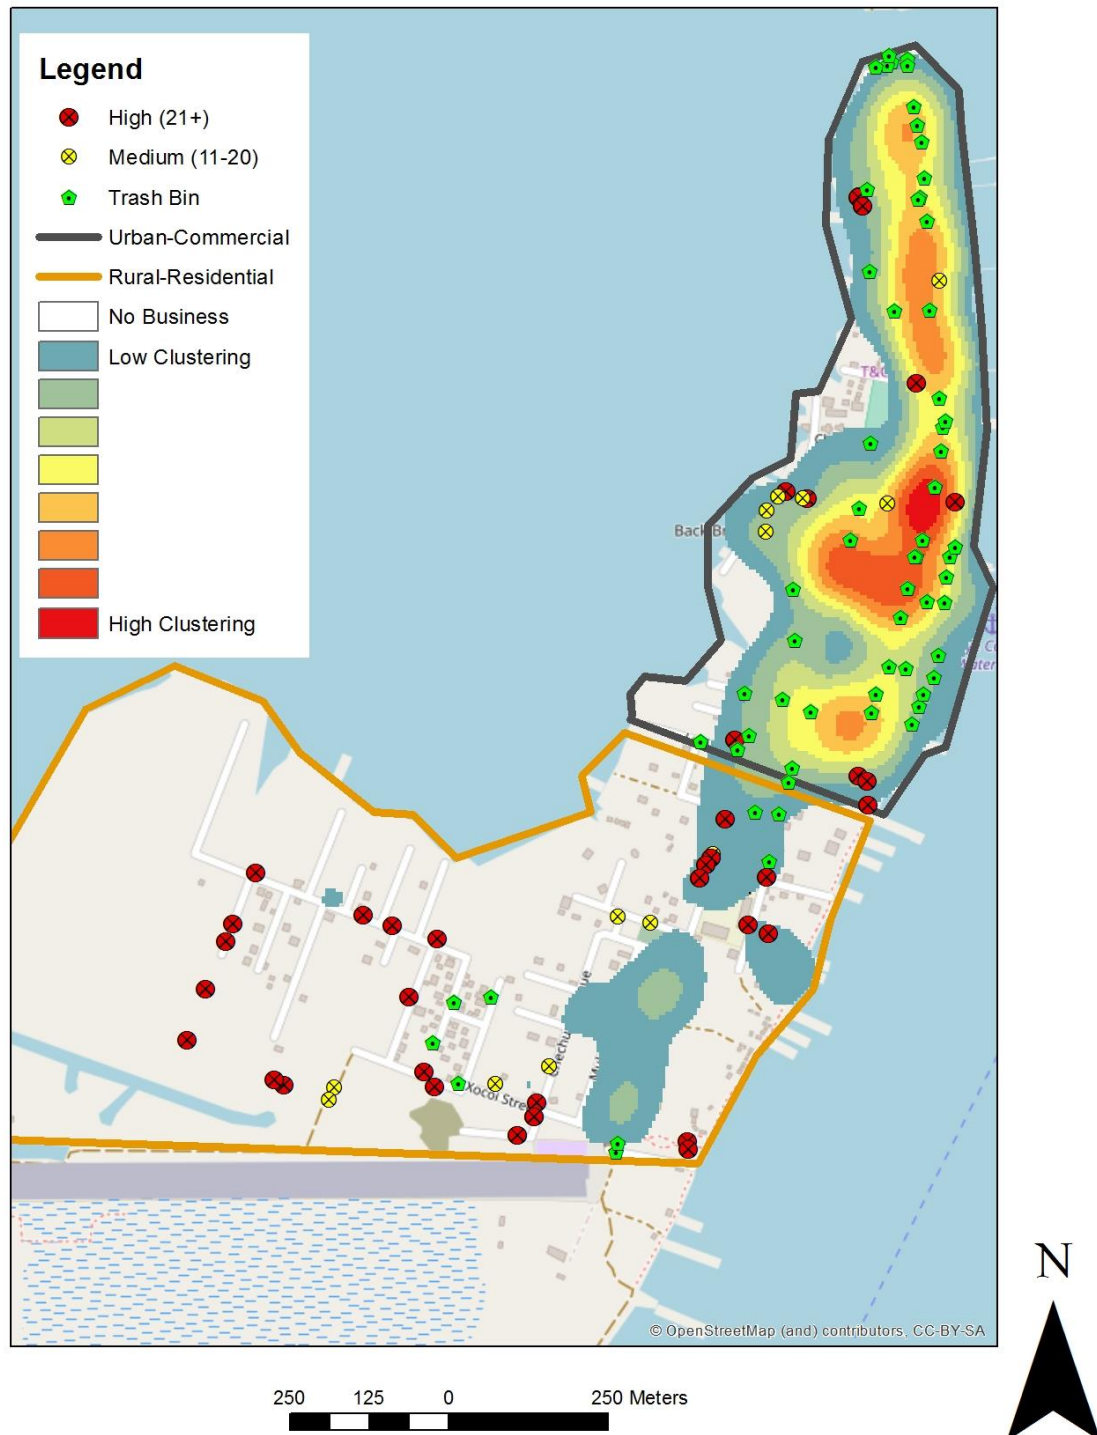 Legend
High (21+)
Medium (11-20)
Trash Bin
Urban-Commercial
Rural-Residential
No Business
Low Clustering
High Clustering
Xocoi
© OpenStreetMap (and) contributors, CC-BY-SA
N
250 125 0 250 Meters